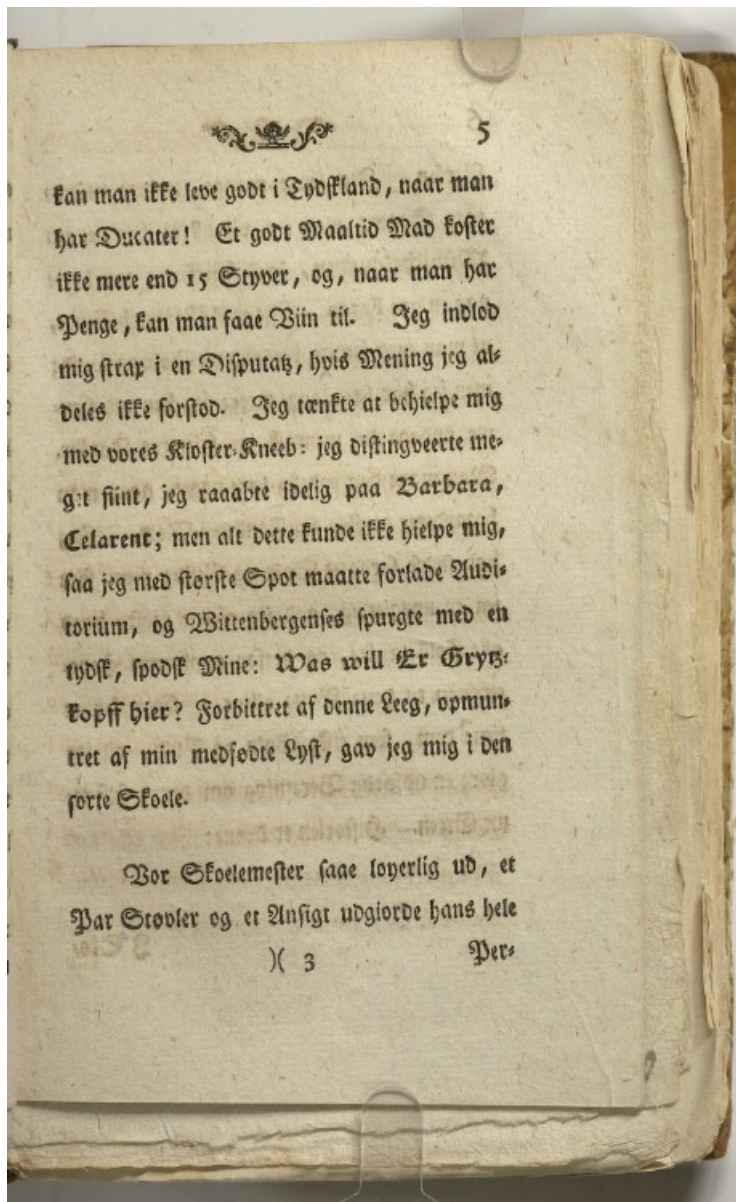 5
kan man ikke leve godt i Tydskland, naar man
har Ducater! Et godt Maaltid Mad koster
ikke mere end 15 Styver, og, naar man har
Penge, kan man faae Viin til. Jeg indlod
mig strax i en Disputatz, hvis Mening jeg al-
deles ikke forstod. Jeg tænkte at behielpe mig
med vores Kloster-Kneeb: jeg distingveerte me-
get fiint, jeg raaabte idelig paa Barbara,
Celarent; men alt dette kunde ikke hielpe mig,
saa jeg med største Spot maatte forlade Audi-
torium, og Wittenbergenses spurgte med en
tydsk, spodsk Mine: Was will Er Grytz-
kopff hier? Forbittret af denne Leeg, opmun-
tret af min medfødte Lyst, gav jeg mig i den
sorte Skoele.
Vor Skoelemester saae loyerlig ud, et
Par Støvler og et Ansigt udgiorde hans hele
)( 3 Per-